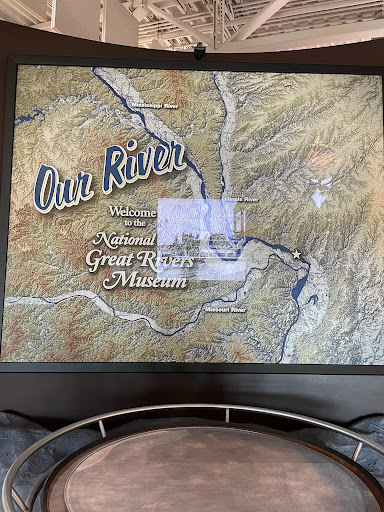 Mississippi River
Our River
Illinois River
Welcome
to the
National
Great Rivers
Museum
Missouri River